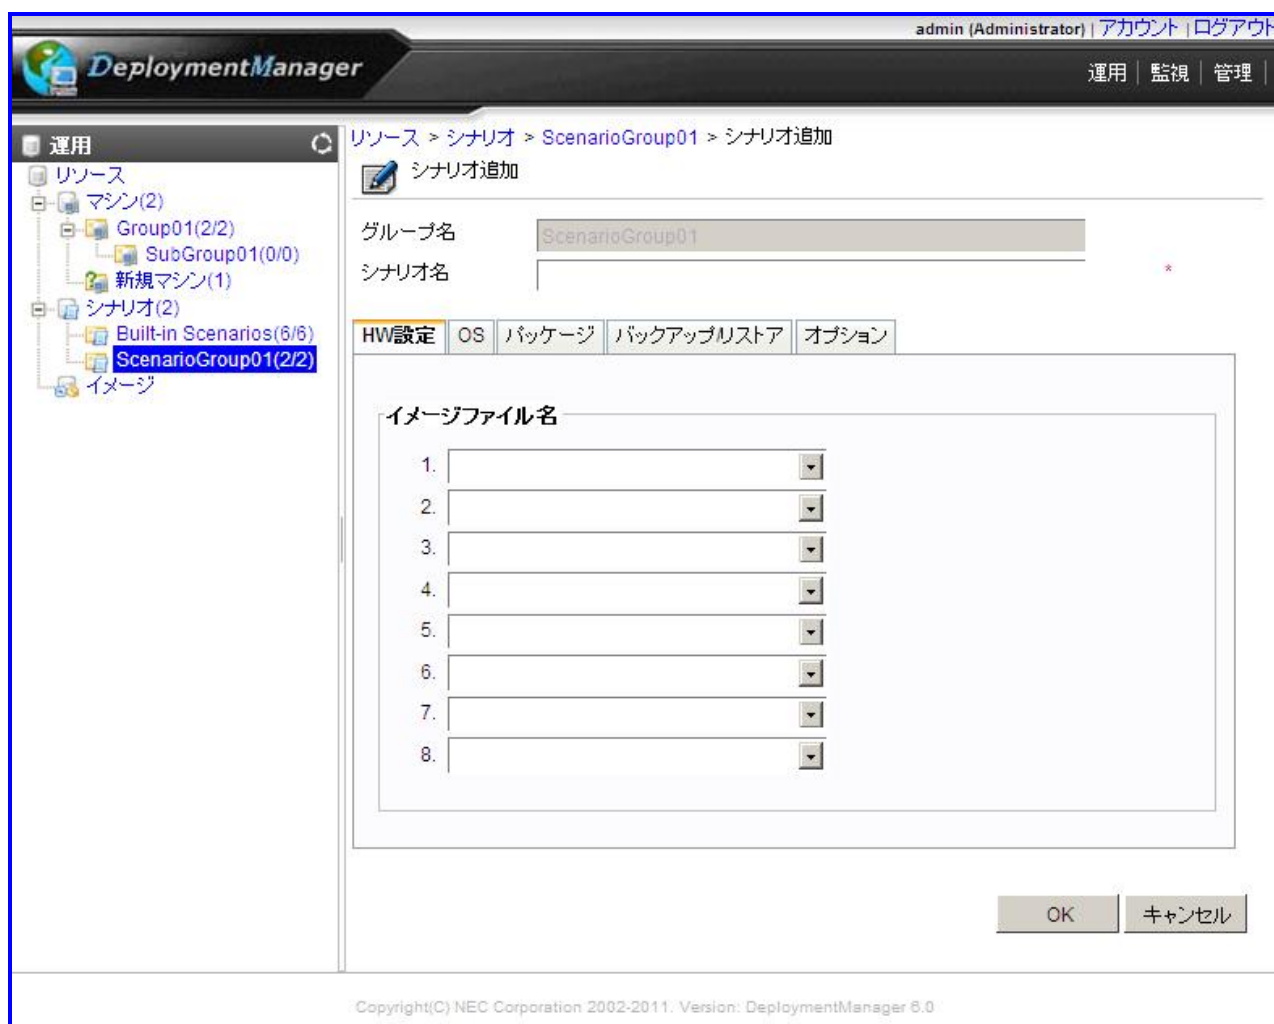 admin (Administrator) | アカウント | ログアウト
DeploymentManager
運用 | 監視 | 管理 |
運用
リソース
マシン(2)
Group01(2/2)
SubGroup01(0/0)
新規マシン(1)
シナリオ(2)
Built-in Scenarios(6/6)
ScenarioGroup01(2/2)
イメージ
リソース > シナリオ > ScenarioGroup01 > シナリオ追加
シナリオ追加
グループ名 ScenarioGroup01
シナリオ名 *
HW設定 OS パッケージ バックアップ/リストア オプション
イメージファイル名
1.
2.
3.
4.
5.
6.
7.
8.
OK キャンセル
Copyright(C) NEC Corporation 2002-2011. Version: DeploymentManager 6.0